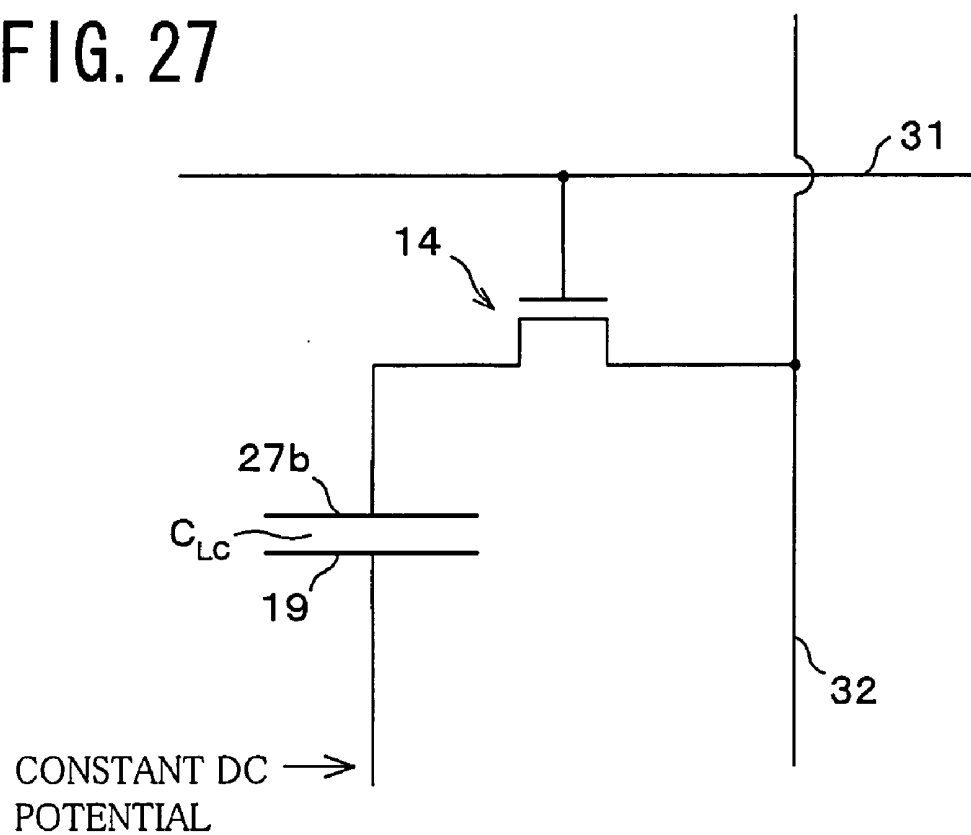 FIG. 27
31
14
27b
C_LC
19
32
CONSTANT DC
POTENTIAL